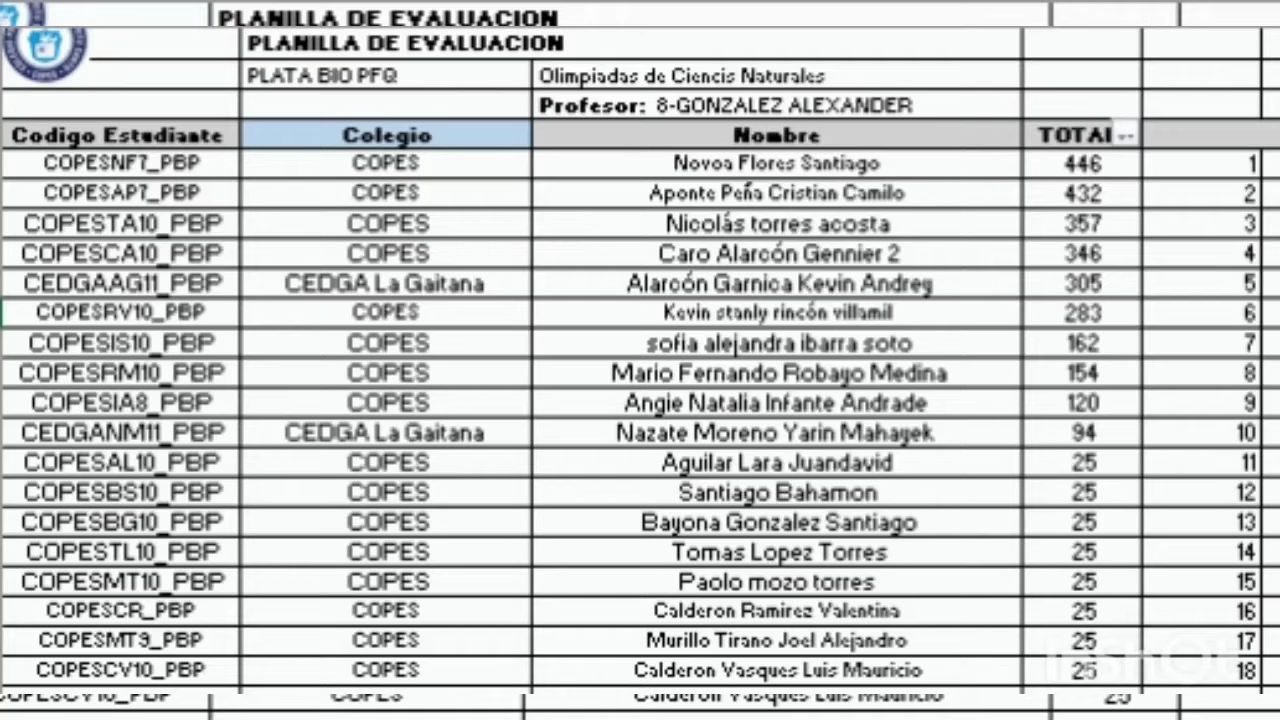 PLANILLA DE EVALUACION
PLANILLA DE EVALUACION
PLATA BIO PFQ Olimpiadas de Ciencis Naturales
Profesor: 8-GONZALEZ ALEXANDER
Codigo Estudiante Colegio Nombre TOTAL
COPESNF7_PBP COPES Novoa Flores Santiago 446 1
COPESAP7_PBP COPES Aponte Peña Cristian Camilo 432 2
COPESTA10_PBP COPES Nicolás torres acosta 357 3
COPESCA10_PBP COPES Caro Alarcón Gennier 2 346 4
CEDGAAG11_PBP CEDGA La Gaitana Alarcón Garnica Kevin Andrey 305 5
COPESRV10_PBP COPES Kevin stanly rincón villamil 283 6
COPESIS10_PBP COPES sofia alejandra ibarra soto 162 7
COPESRM10_PBP COPES Mario Fernando Robayo Medina 154 8
COPESIA8_PBP COPES Angie Natalia Infante Andrade 120 9
CEDGANM11_PBP CEDGA La Gaitana Nazate Moreno Yarin Mahayek 94 10
COPESAL10_PBP COPES Aguilar Lara Juandavid 25 11
COPESBS10_PBP COPES Santiago Bahamon 25 12
COPESBG10_PBP COPES Bayona Gonzalez Santiago 25 13
COPESTL10_PBP COPES Tomas Lopez Torres 25 14
COPESMT10_PBP COPES Paolo mozo torres 25 15
COPESCR_PBP COPES Calderon Ramirez Valentina 25 16
COPESMT9_PBP COPES Murillo Tirano Joel Alejandro 25 17
COPESCV10_PBP COPES Calderon Vasques Luis Mauricio 25 18
COPESCV10_PBP COPES Calderon Vasques Luis Mauricio 25